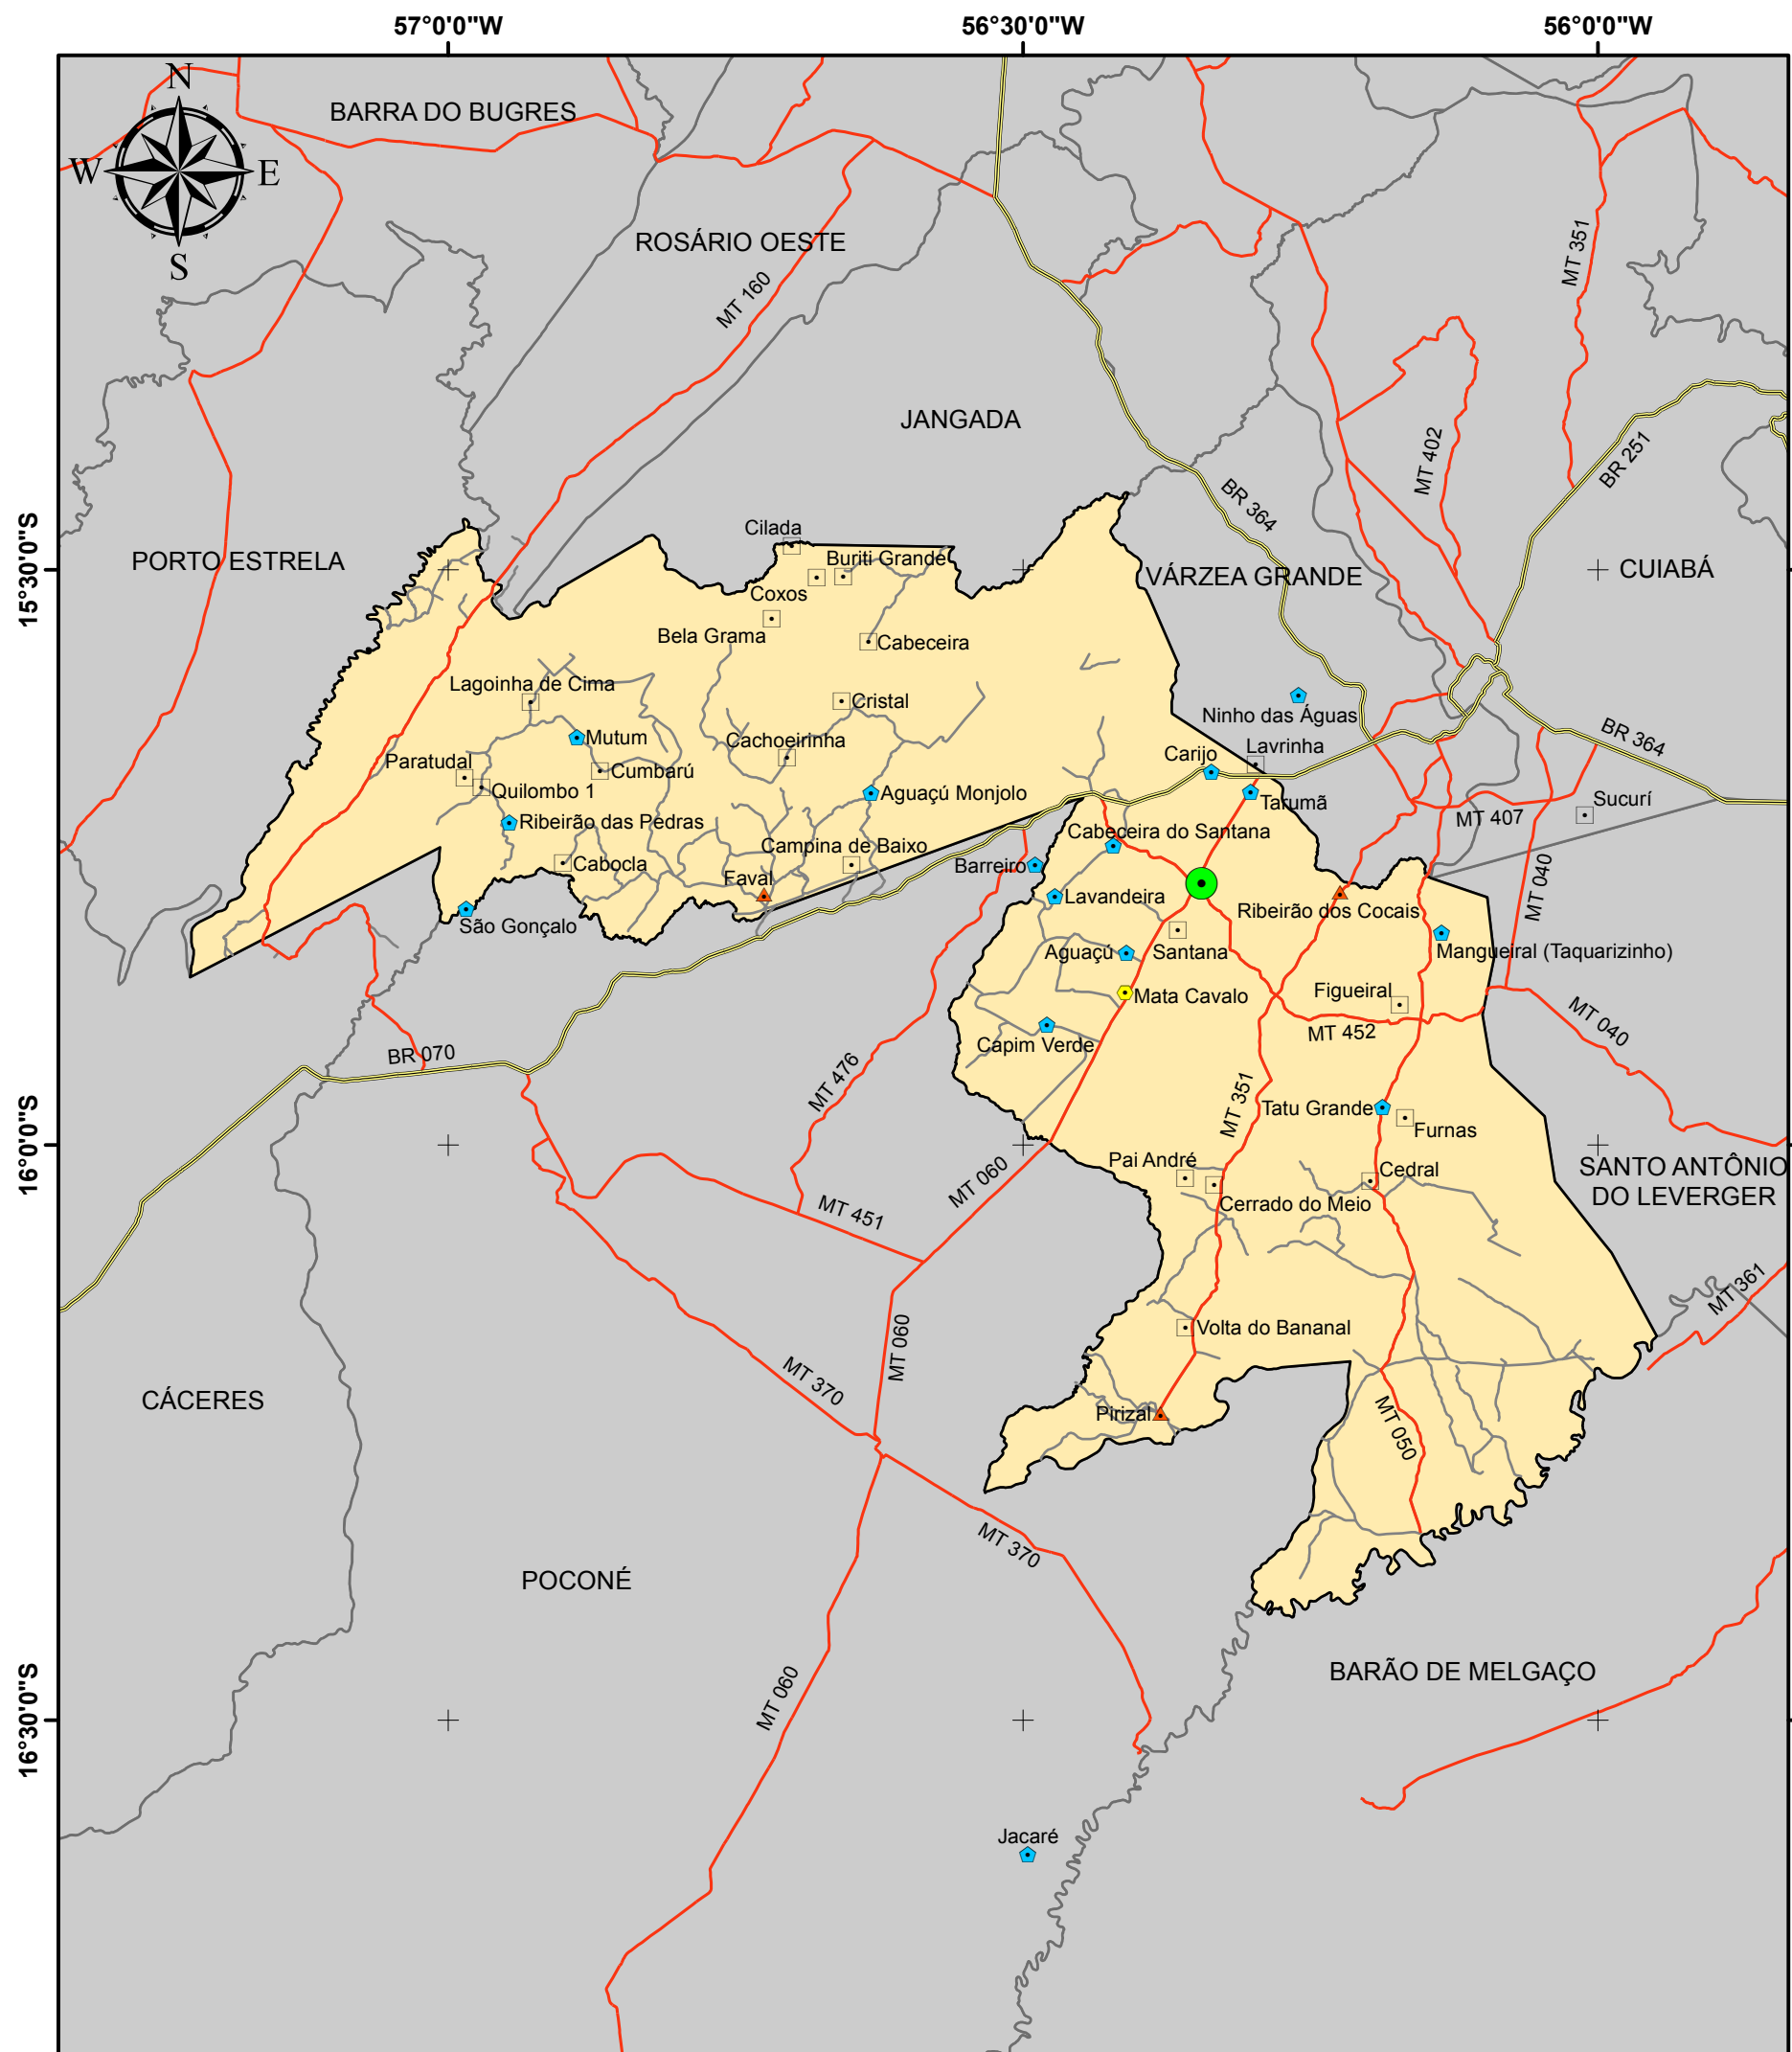 57°0'0"W
56°30'0"W
56°0'0"W
N
W
E
S
BARRA DO BUGRES
ROSÁRIO OESTE
MT 160
MT 351
JANGADA
MT 402
BR 251
BR 364
15°30'0"S
PORTO ESTRELA
Cilada
Buriti Grande
Coxos
VÁRZEA GRANDE
CUIABÁ
Bela Grama
Cabeceira
Lagoinha de Cima
Cristal
Ninho das Águas
Mutum
Cachoeirinha
Carijo
Lavrinha
BR 364
Paratudal
Cumbarú
Quilombo 1
Aguaçú Monjolo
Tarumã
Sucurí
Ribeirão das Pedras
Cabeceira do Santana
MT 407
Campina de Baixo
Cabocla
Barreiro
MT 040
Faval
Lavandeira
São Gonçalo
Ribeirão dos Cocais
Aguaçú
Santana
Mangueiral (Taquarizinho)
Mata Cavalo
Figueiral
MT 040
MT 452
BR 070
Capim Verde
MT 476
MT 351
Tatu Grande
Furnas
16°0'0"S
Pai André
Cedral
SANTO ANTÔNIO
DO LEVERGER
MT 060
Cerrado do Meio
MT 451
MT 361
Volta do Bananal
MT 060
MT 370
CÁCERES
Pirizal
MT 050
MT 370
POCONÉ
BARÃO DE MELGAÇO
MT 060
16°30'0"S
Jacaré